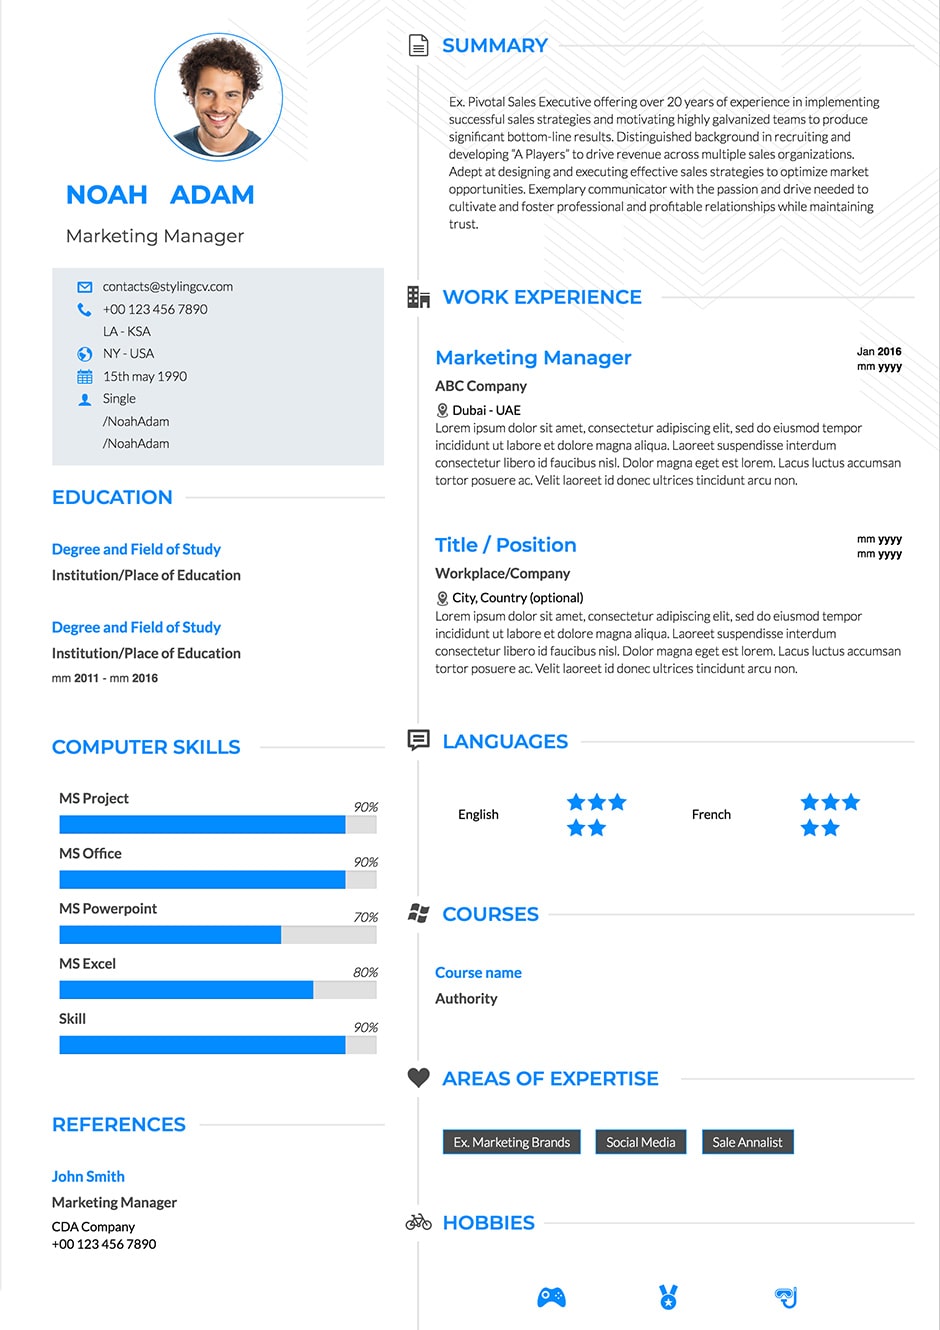 NOAH ADAM
Marketing Manager
contacts@stylingcv.com
+00 123 456 7890
LA - KSA
NY - USA
15th may 1990
Single
/NoahAdam
/NoahAdam
EDUCATION
Degree and Field of Study
Institution/Place of Education
Degree and Field of Study
Institution/Place of Education
mm 2011 - mm 2016
COMPUTER SKILLS
MS Project
90%
MS Office
90%
MS Powerpoint
70%
MS Excel
80%
Skill
90%
REFERENCES
John Smith
Marketing Manager
CDA Company
+00 123 456 7890
SUMMARY
Ex. Pivotal Sales Executive offering over 20 years of experience in implementing
successful sales strategies and motivating highly galvanized teams to produce
significant bottom-line results. Distinguished background in recruiting and
developing "A Players" to drive revenue across multiple sales organizations.
Adept at designing and executing effective sales strategies to optimize market
opportunities. Exemplary communicator with the passion and drive needed to
cultivate and foster professional and profitable relationships while maintaining
trust.
WORK EXPERIENCE
Marketing Manager
Jan 2016
mm yyyy
ABC Company
Dubai - UAE
Lorem ipsum dolor sit amet, consectetur adipiscing elit, sed do eiusmod tempor
incididunt ut labore et dolore magna aliqua. Laoreet suspendisse interdum
consectetur libero id faucibus nisl. Dolor magna eget est lorem. Lacus luctus accumsan
tortor posuere ac. Velit laoreet id donec ultrices tincidunt arcu non.
Title / Position
mm yyyy
mm yyyy
Workplace/Company
City, Country (optional)
Lorem ipsum dolor sit amet, consectetur adipiscing elit, sed do eiusmod tempor
incididunt ut labore et dolore magna aliqua. Laoreet suspendisse interdum
consectetur libero id faucibus nisl. Dolor magna eget est lorem. Lacus luctus accumsan
tortor posuere ac. Velit laoreet id donec ultrices tincidunt arcu non.
LANGUAGES
English
French
COURSES
Course name
Authority
AREAS OF EXPERTISE
Ex. Marketing Brands
Social Media
Sale Annalist
HOBBIES